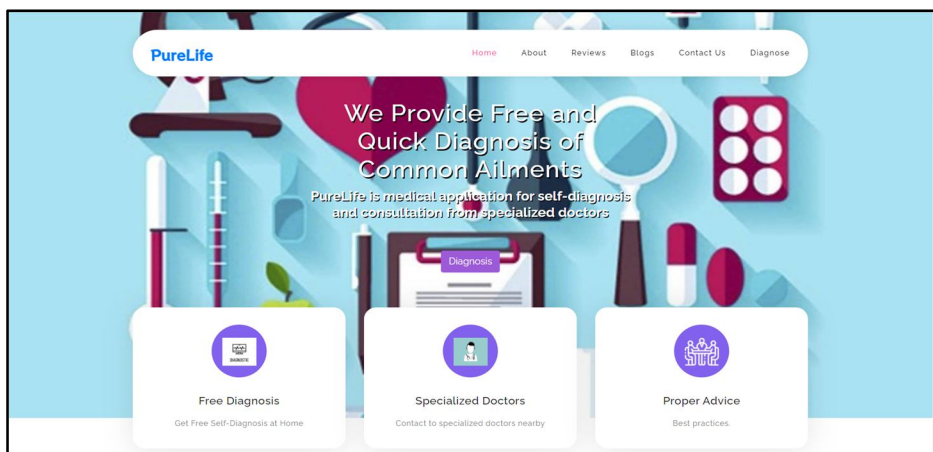 PureLife
Home About Reviews Blogs Contact Us Diagnose
We Provide Free and
Quick Diagnosis of
Common Ailments
PureLife is medical application for self-diagnosis
and consultation from specialized doctors
Diagnosis
DIAGNOSTIC
Free Diagnosis
Get Free Self-Diagnosis at Home
Specialized Doctors
Contact to specialized doctors nearby
Proper Advice
Best practices.